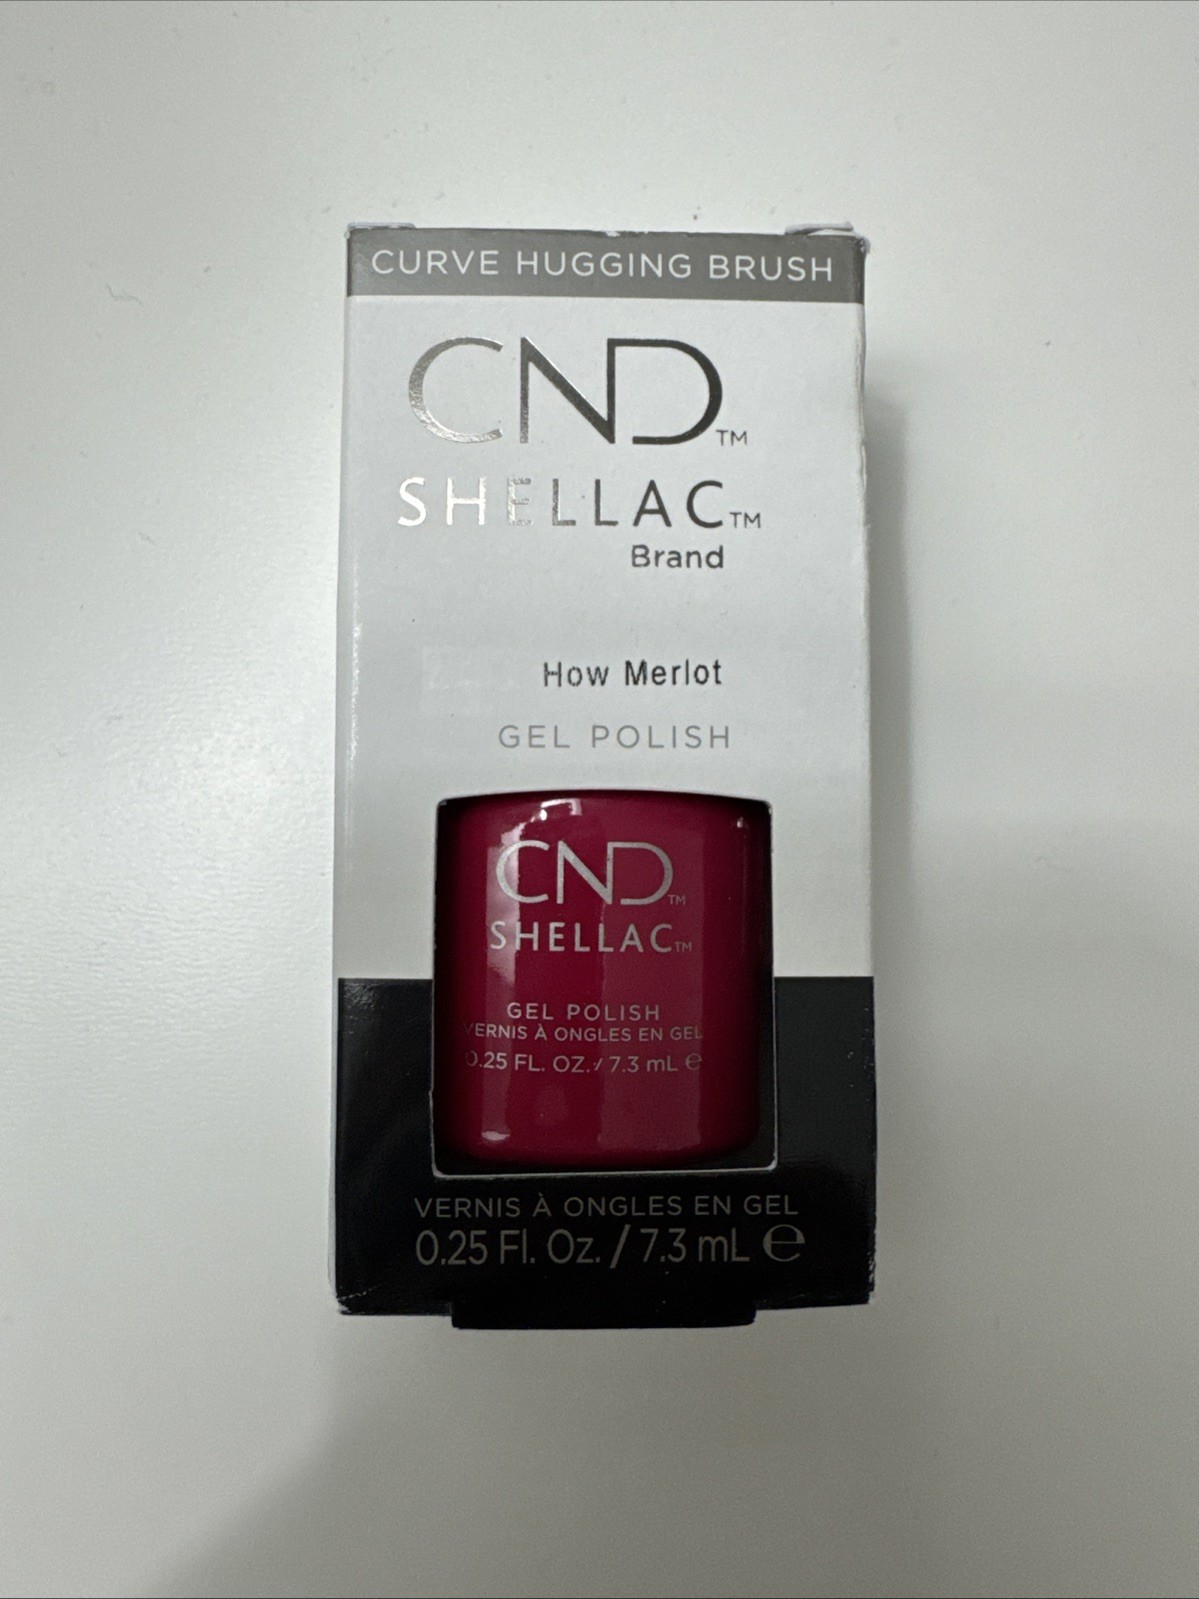 CURVE HUGGING BRUSH
CND™
SHELLAC™
Brand
How Merlot
GEL POLISH
CND™
SHELLAC™
GEL POLISH
VERNIS À ONGLES EN GEL
0.25 FL. OZ. / 7.3 mL ℮
VERNIS À ONGLES EN GEL
0.25 Fl. Oz. / 7.3 mL ℮